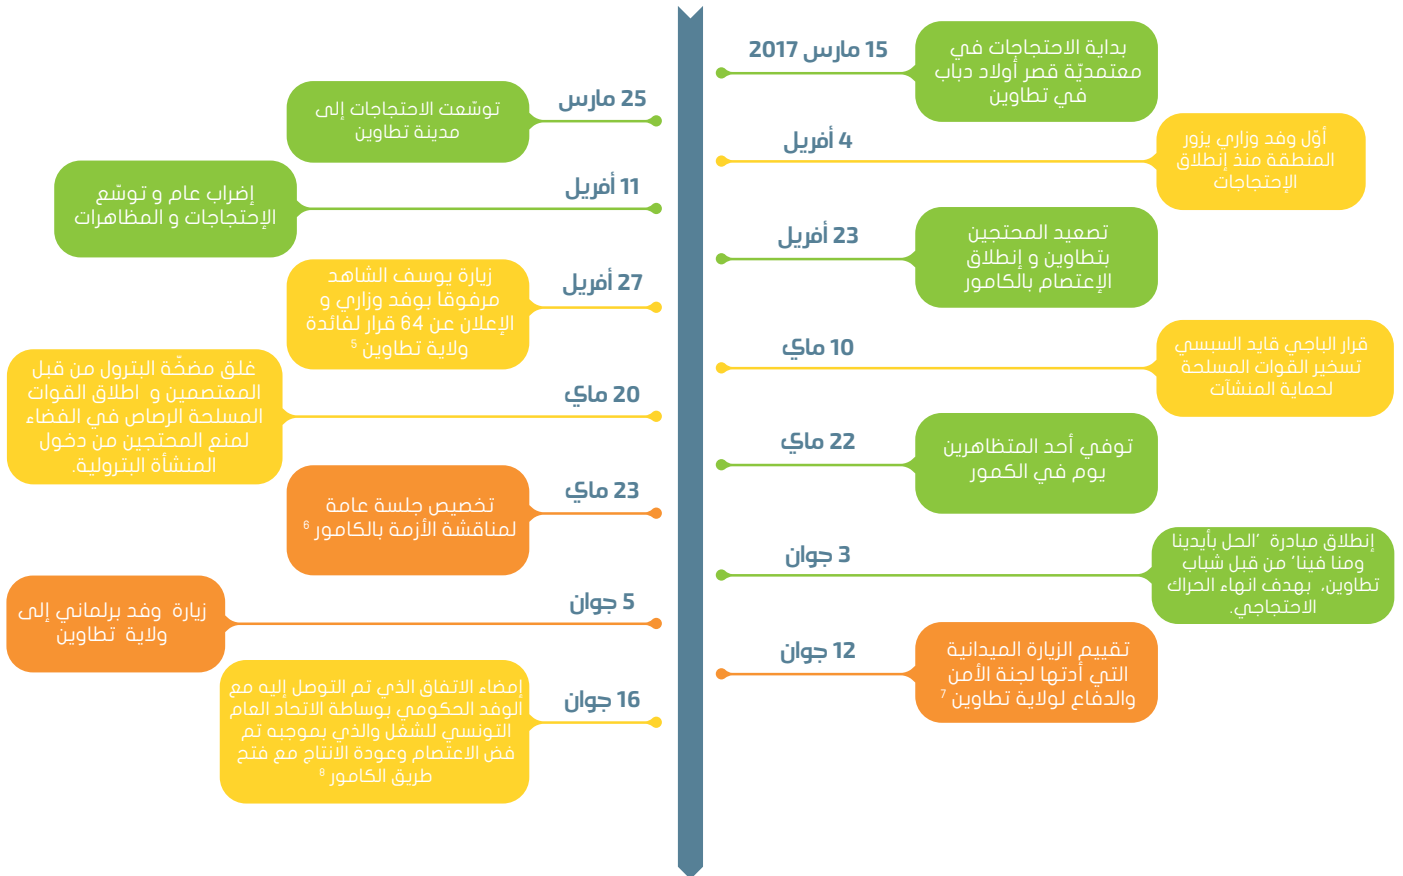 15 مارس 2017
بداية الاحتجاجات في
معتمديّة قصر أولاد دباب
في تطاوين
25 مارس
توسّعت الاحتجاجات إلى
مدينة تطاوين
4 أفريل
أوّل وفد وزاري يزور
المنطقة منذ إنطلاق
الإحتجاجات
11 أفريل
إضراب عام و توسّع
الإحتجاجات و المظاهرات
23 أفريل
تصعيد المحتجين
بتطاوين و إنطلاق
الإعتصام بالكامور
27 أفريل
زيارة يوسف الشاهد
مرفوقا بوفد وزاري و
الإعلان عن 64 قرار لفائدة
ولاية تطاوين 5
10 ماي
قرار الباجي قايد السبسي
تسخير القوات المسلحة
لحماية المنشآت
20 ماي
غلق مضخّة البترول من قبل
المعتصمين و اطلاق القوات
المسلحة الرصاص في الفضاء
لمنع المحتجين من دخول
المنشأة البترولية.
22 ماي
توفي أحد المتظاهرين
يوم في الكمور
23 ماي
تخصيص جلسة عامة
لمناقشة الأزمة بالكامور 6
3 جوان
إنطلاق مبادرة 'الحل بأيدينا
ومنا فينا' من قبل شباب
تطاوين، بهدف انهاء الحراك
الاحتجاجي.
5 جوان
زيارة وفد برلماني إلى
ولاية تطاوين
12 جوان
تقييم الزيارة الميدانية
التي أدتها لجنة الأمن
والدفاع لولاية تطاوين 7
16 جوان
إمضاء الاتفاق الذي تم التوصل إليه مع
الوفد الحكومي بوساطة الاتحاد العام
التونسي للشغل والذي بموجبه تم
فض الاعتصام وعودة الانتاج مع فتح
طريق الكامور 8